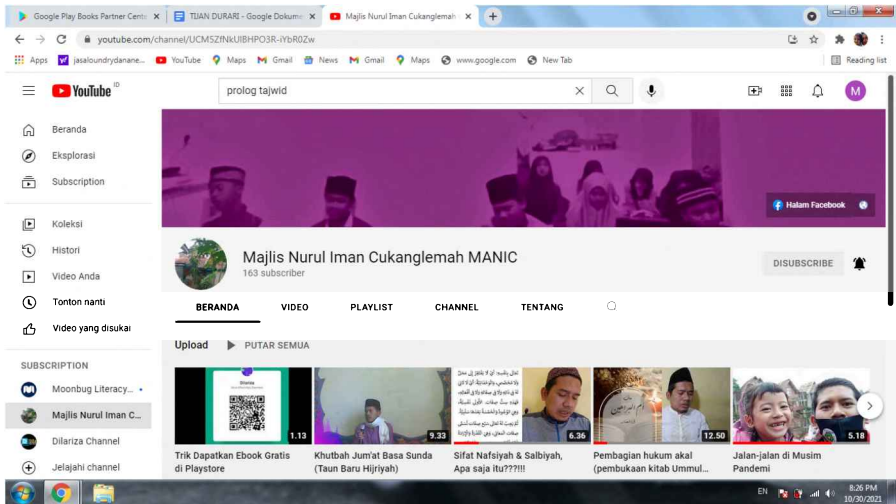 Google Play Books Partner Cente
TIJAN DURARI - Google Dokume
Majlis Nurul Iman Cukanglemah
youtube.com/channel/UCM5ZfNkUlBHPO3R-iYbR0Zw
Apps
jasaloundrydanane...
YouTube
Maps
Gmail
News
Gmail
Maps
www.google.com
New Tab
Reading list
YouTube ID
prolog tajwid
M
Beranda
Eksplorasi
Subscription
Koleksi
Histori
Video Anda
Tonton nanti
Video yang disukai
SUBSCRIPTION
Moonbug Literacy...
Majlis Nurul Iman C...
Dilariza Channel
Jelajahi channel
Halam Facebook
Majlis Nurul Iman Cukanglemah MANIC
163 subscriber
DISUBSCRIBE
BERANDA
VIDEO
PLAYLIST
CHANNEL
TENTANG
Upload
PUTAR SEMUA
1.13
Trik Dapatkan Ebook Gratis
di Playstore
9.33
Khutbah Jum'at Basa Sunda
(Taun Baru Hijriyah)
6.36
Sifat Nafsiyah & Salbiyah,
Apa saja itu???!!!
12.50
Pembagian hukum akal
(pembukaan kitab Ummul...
5.18
Jalan-jalan di Musim
Pandemi
EN
8:26 PM
10/30/2021